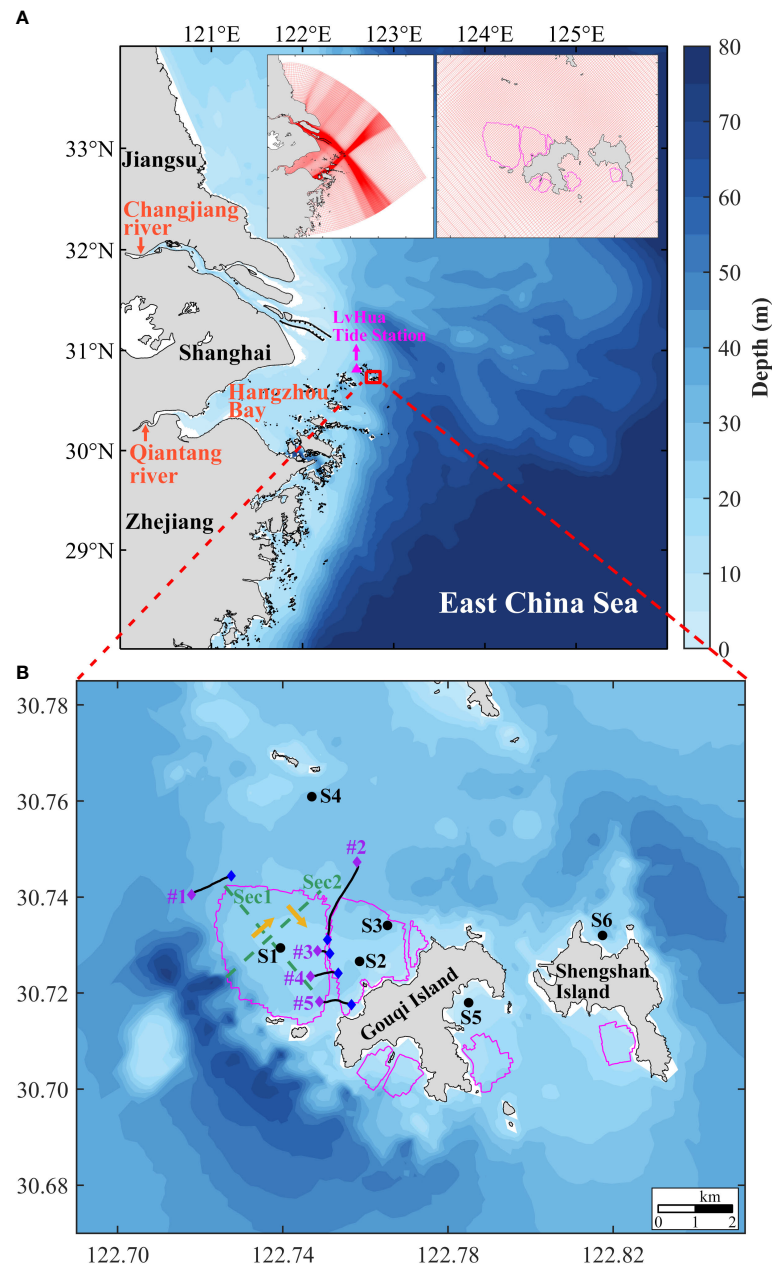 A
121°E 122°E 123°E 124°E 125°E
33°N
32°N
31°N
30°N
29°N
Jiangsu
Changjiang
river
LvHua
Tide Station
Shanghai
Hangzhou
Bay
Qiantang
river
Zhejiang
East China Sea
80
70
60
50
40
30
20
10
0
Depth (m)
B
30.78
30.76
30.74
30.72
30.70
30.68
S4
#2
#1
Sec1
Sec2
S3
S6
S1
#3
S2
#4
#5
Gouqi Island
Shengshan
Island
S5
km
0 1 2
122.70 122.74 122.78 122.82